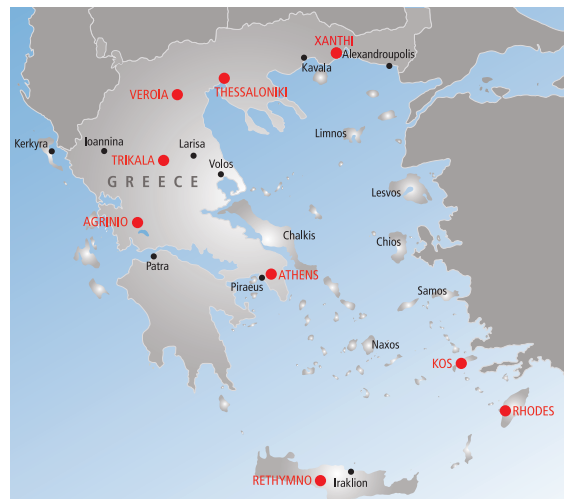 XANTHI
Alexandroupolis
Kavala
THESSALONIKI
VEROIA
Limnos
Kerkyra
Ioannina
Larisa
TRIKALA
Volos
GREECE
Lesvos
AGRINIO
Chalkis
Chios
Patra
ATHENS
Piraeus
Samos
Naxos
KOS
RHODES
RETHYMNO
Iraklion